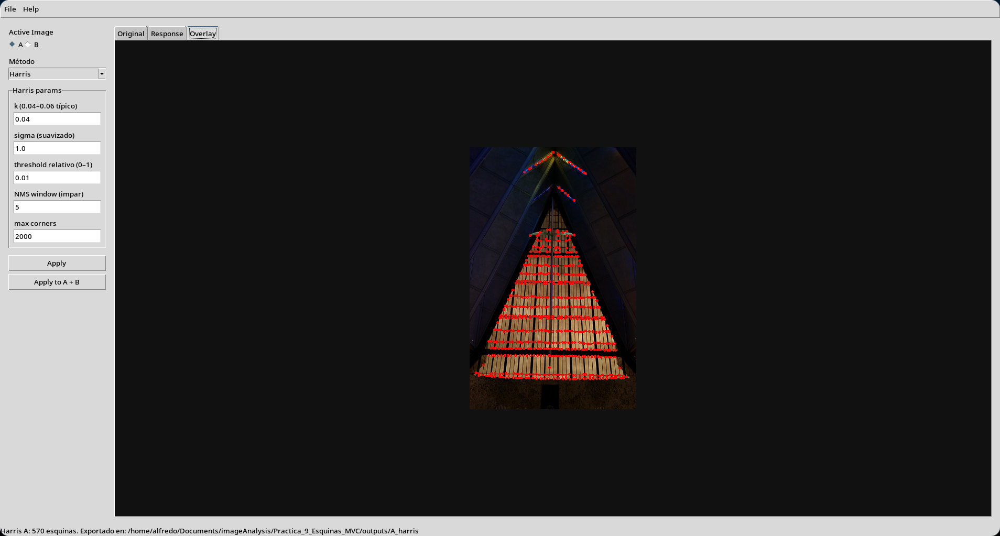 File Help
Active Image
A B
Método
Harris
Harris params
k (0.04–0.06 típico)
0.04
sigma (suavizado)
1.0
threshold relativo (0–1)
0.01
NMS window (impar)
5
max corners
2000
Apply
Apply to A + B
Original Response Overlay
Harris A: 570 esquinas. Exportado en: /home/alfredo/Documents/imageAnalysis/Practica_9_Esquinas_MVC/outputs/A_harris